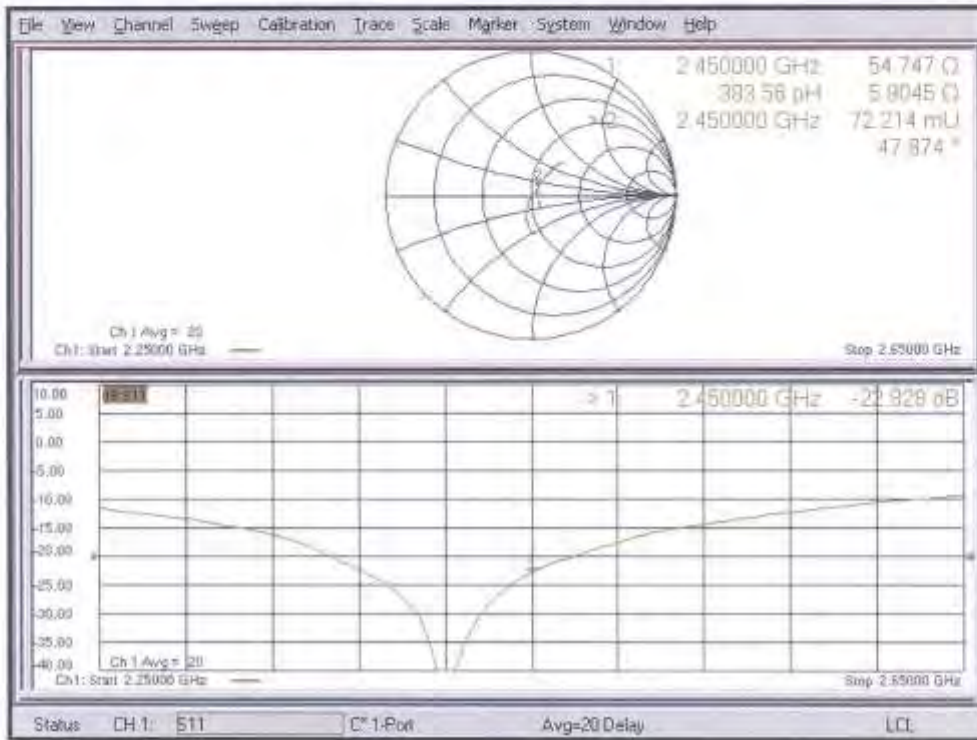 File View Channel Sweep Calibration Trace Scale Marker System Window Help
1 2.450000 GHz 54.747 Ω
383.56 pH 5.9045 Ω
> 2 2.450000 GHz 72.214 mU
47.874 °
Ch 1 Avg = 20
Ch1: Start 2.25000 GHz
Stop 2.65000 GHz
10.00
> 1 2.450000 GHz -22.828 dB
5.00
0.00
-5.00
-10.00
-15.00
-20.00
-25.00
-30.00
-35.00
-40.00
Ch 1 Avg = 20
Ch1: Start 2.25000 GHz
Stop 2.65000 GHz
Status CH 1: S11 C* 1-Port Avg=20 Delay LCL